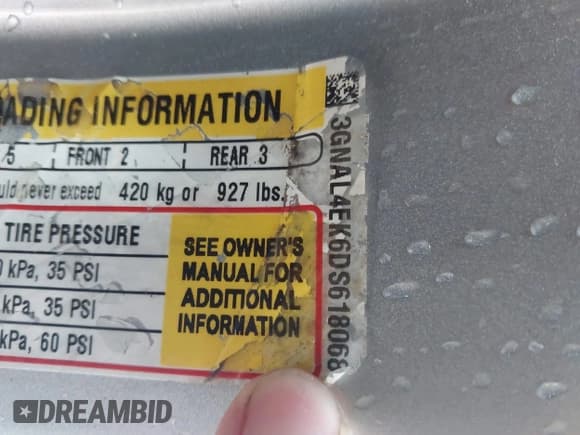 ADING INFORMATION
5 FRONT 2 REAR 3
uld never exceed 420 kg or 927 lbs.
TIRE PRESSURE
kPa, 35 PSI
kPa, 35 PSI
kPa, 60 PSI
SEE OWNER'S
MANUAL FOR
ADDITIONAL
INFORMATION
3GNAL4EK6DS618068
DREAMBID